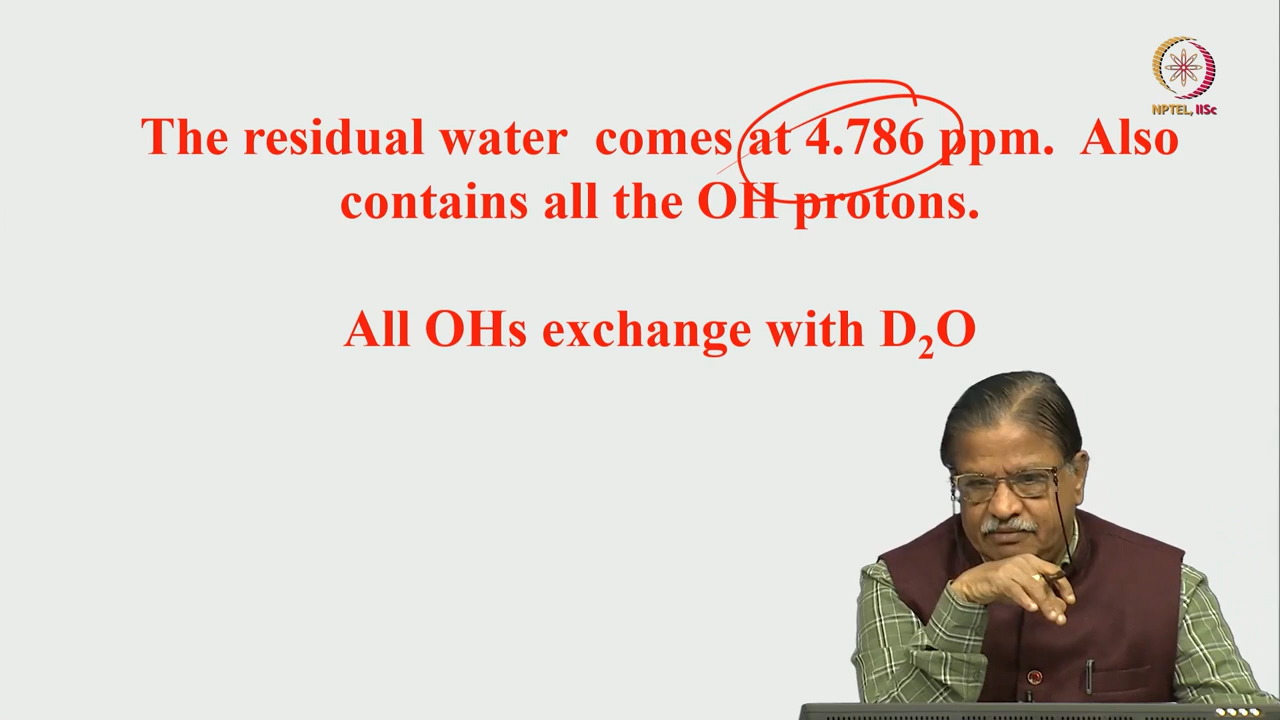 NPTEL, IISc
The residual water comes at 4.786 ppm. Also
contains all the OH protons.
All OHs exchange with D₂O